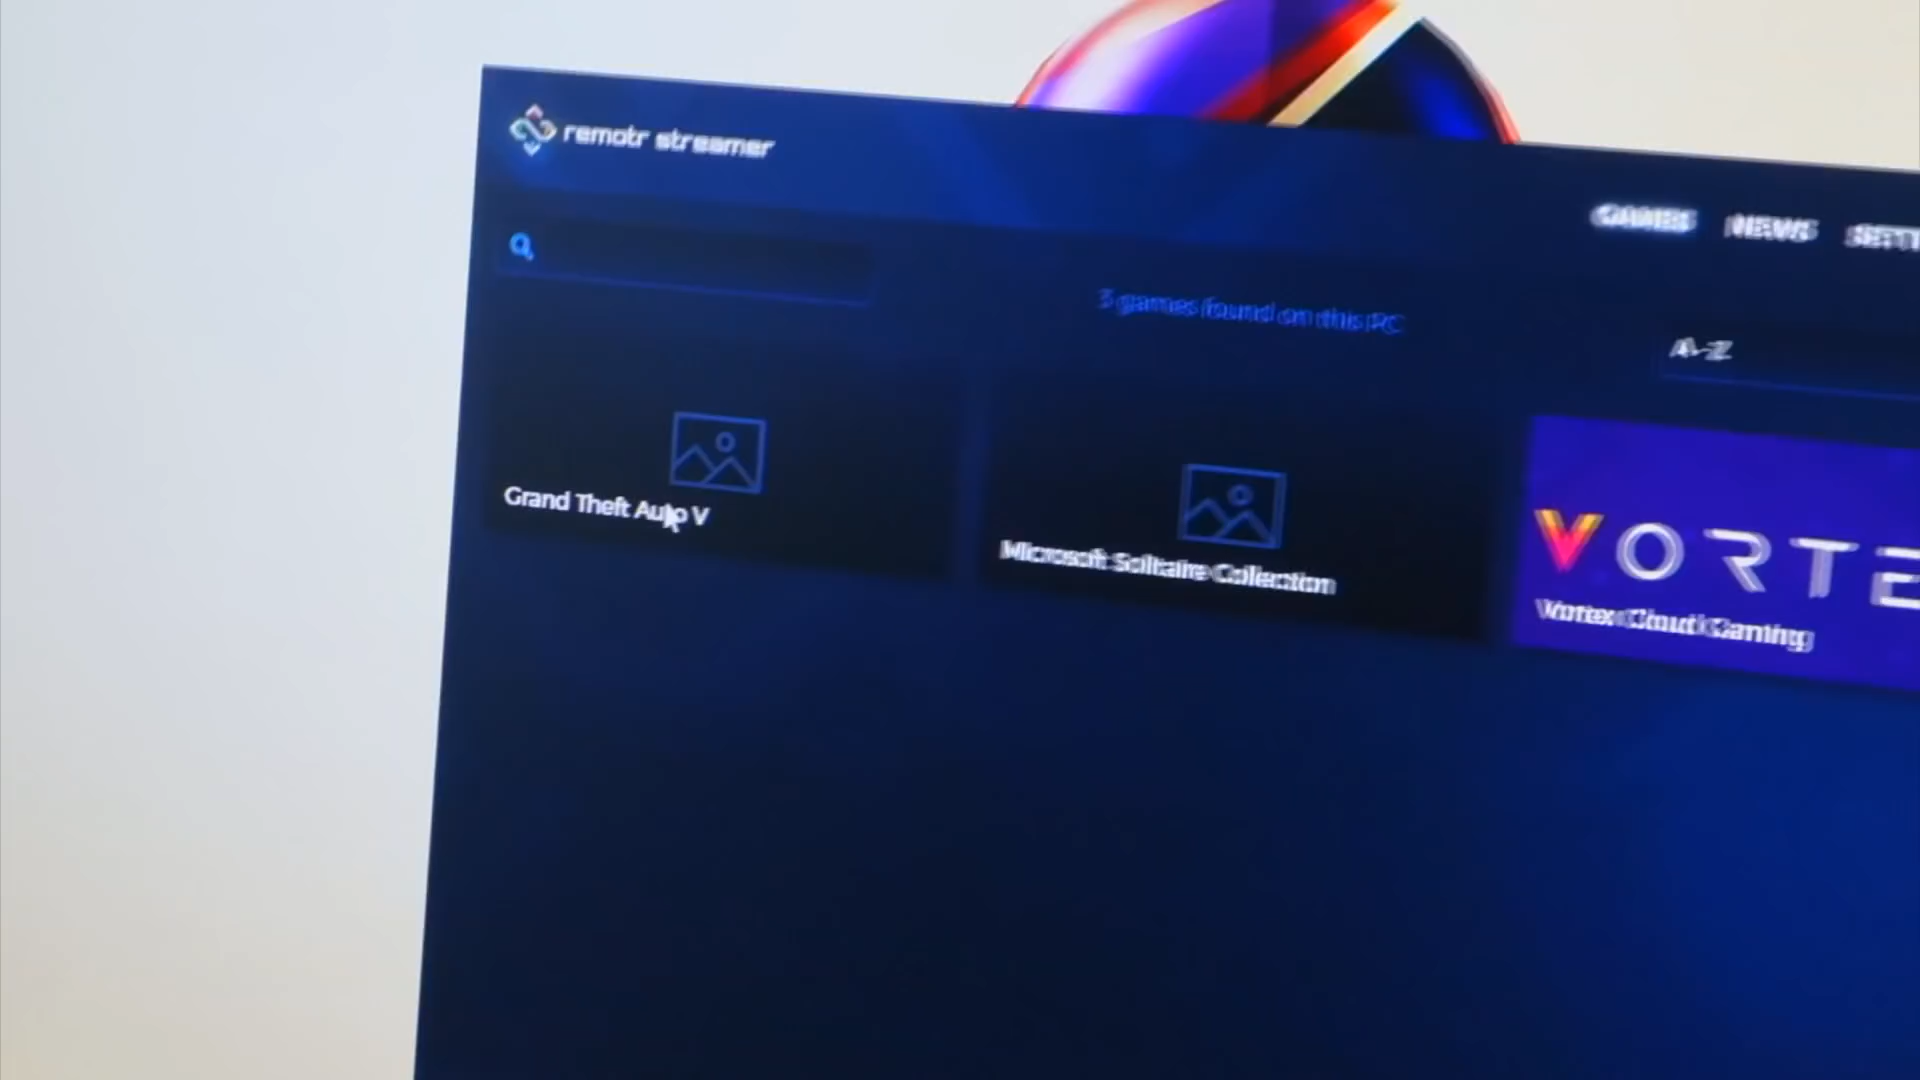 remotr streamer
GAMES NEWS
games found on this PC
A-Z
Grand Theft Auto V
Microsoft Solitaire Collection
VORTE
Vortex Cloud Gaming